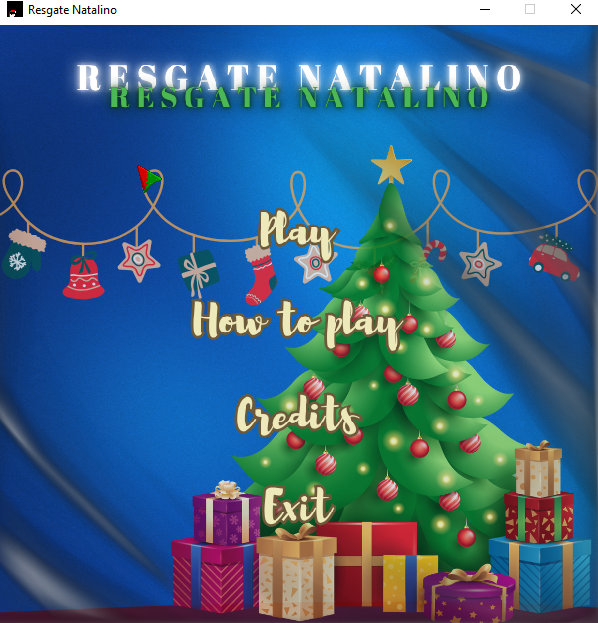 Resgate Natalino
RESGATE NATALINO
RESGATE NATALINO
Play
How to play
Credits
Exit